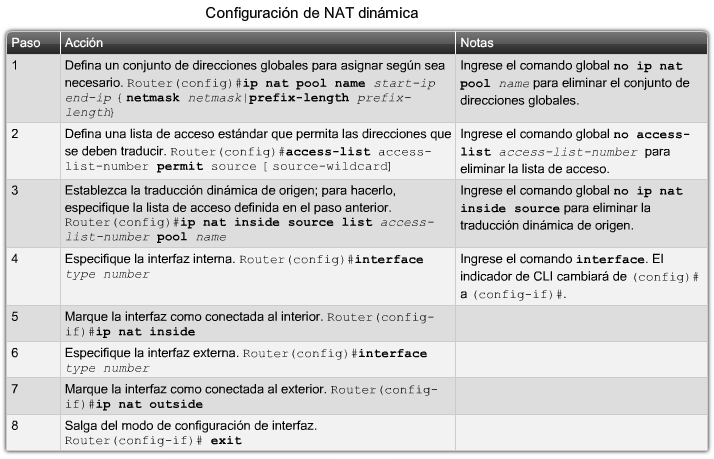 Configuración de NAT dinámica
Paso
Acción
Notas
1
Defina un conjunto de direcciones globales para asignar según sea
necesario. Router(config)#ip nat pool name start-ip
end-ip { netmask netmask|prefix-length prefix-
length}
Ingrese el comando global no ip nat
pool name para eliminar el conjunto de
direcciones globales.
2
Defina una lista de acceso estándar que permita las direcciones que
se deben traducir. Router(config)#access-list access-
list-number permit source [ source-wildcard]
Ingrese el comando global no access-
list access-list-number para
eliminar la lista de acceso.
3
Establezca la traducción dinámica de origen; para hacerlo,
especifique la lista de acceso definida en el paso anterior.
Router(config)#ip nat inside source list access-
list-number pool name
Ingrese el comando global no ip nat
inside source para eliminar la
traducción dinámica de origen.
4
Especifique la interfaz interna. Router(config)#interface
type number
Ingrese el comando interface. El
indicador de CLI cambiará de (config)#
a (config-if)#.
5
Marque la interfaz como conectada al interior. Router(config-
if)#ip nat inside
6
Especifique la interfaz externa. Router(config)#interface
type number
7
Marque la interfaz como conectada al exterior. Router(config-
if)#ip nat outside
8
Salga del modo de configuración de interfaz.
Router(config-if)# exit